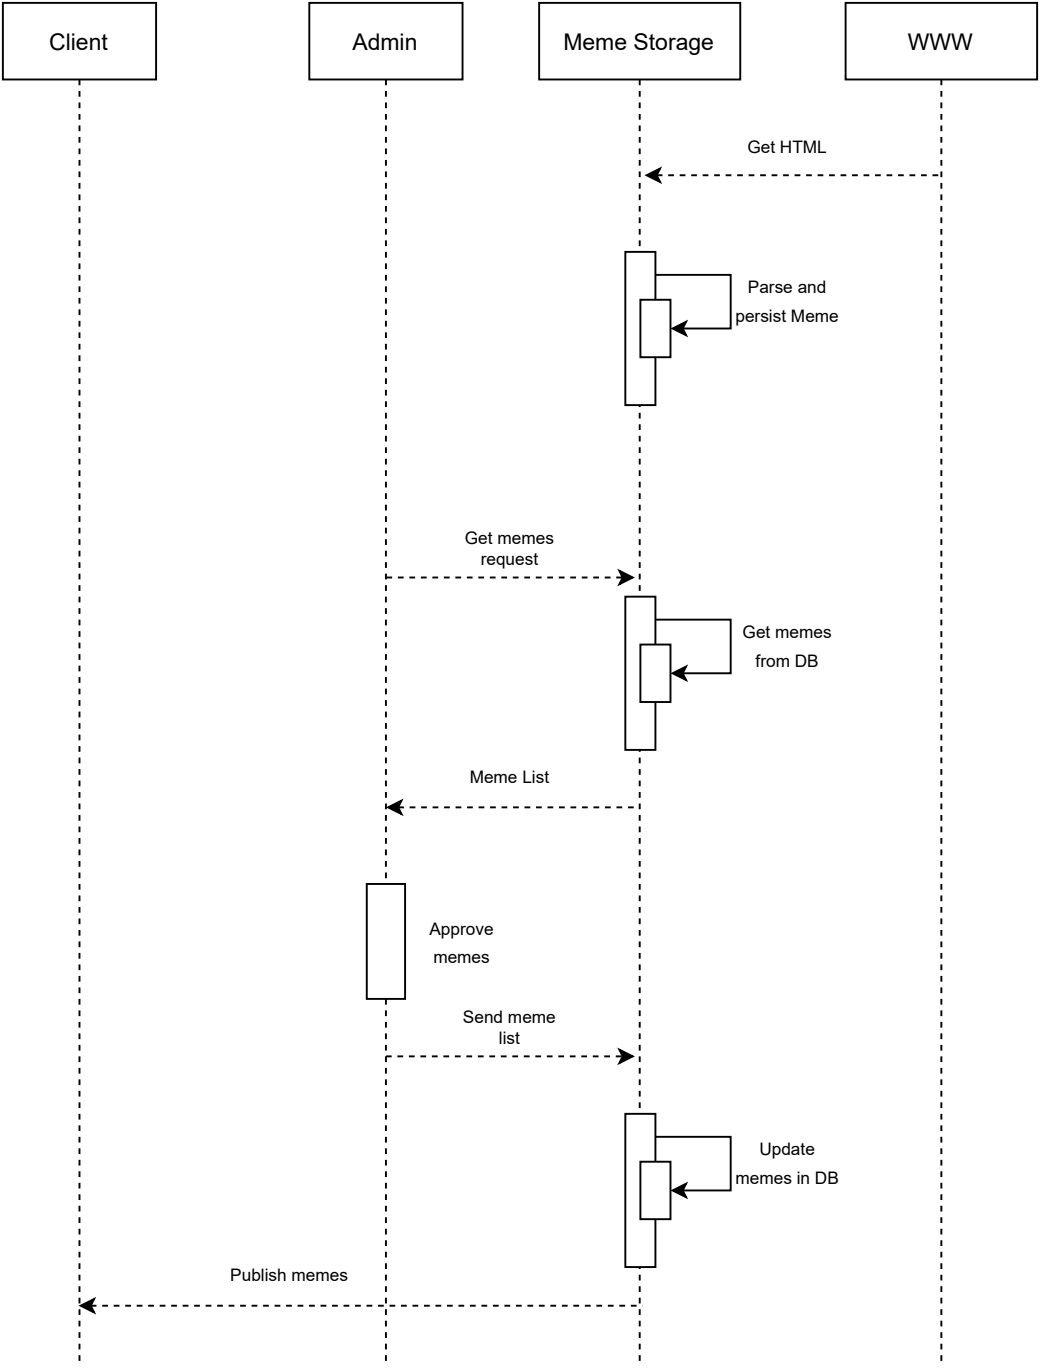 Client
Admin
Meme Storage
WWW
Get HTML
Parse and
persist Meme
Get memes
request
Get memes
from DB
Meme List
Approve
memes
Send meme
list
Update
memes in DB
Publish memes